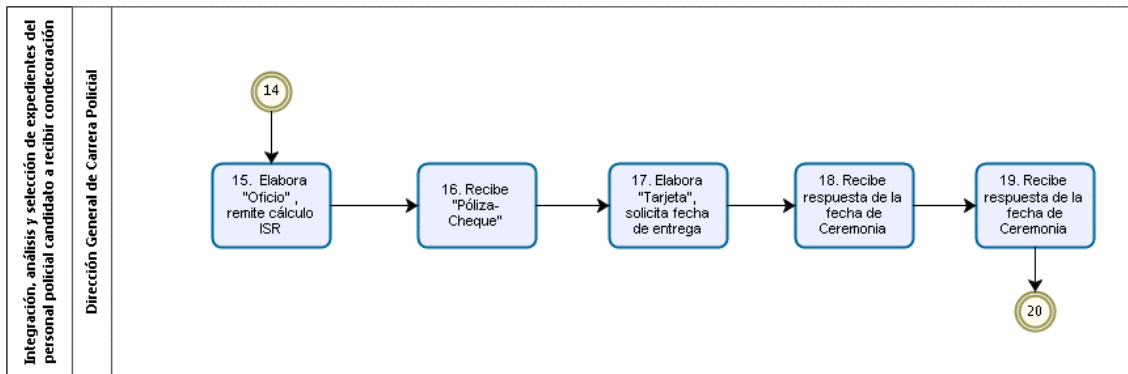 Integración, análisis y selección de expedientes del
personal policial candidato a recibir condecoración
Dirección General de Carrera Policial
14
15. Elabora
"Oficio" ,
remite cálculo
ISR
16. Recibe
"Póliza-
Cheque"
17. Elabora
"Tarjeta",
solicita fecha
de entrega
18. Recibe
respuesta de la
fecha de
Ceremonia
19. Recibe
respuesta de la
fecha de
Ceremonia
20